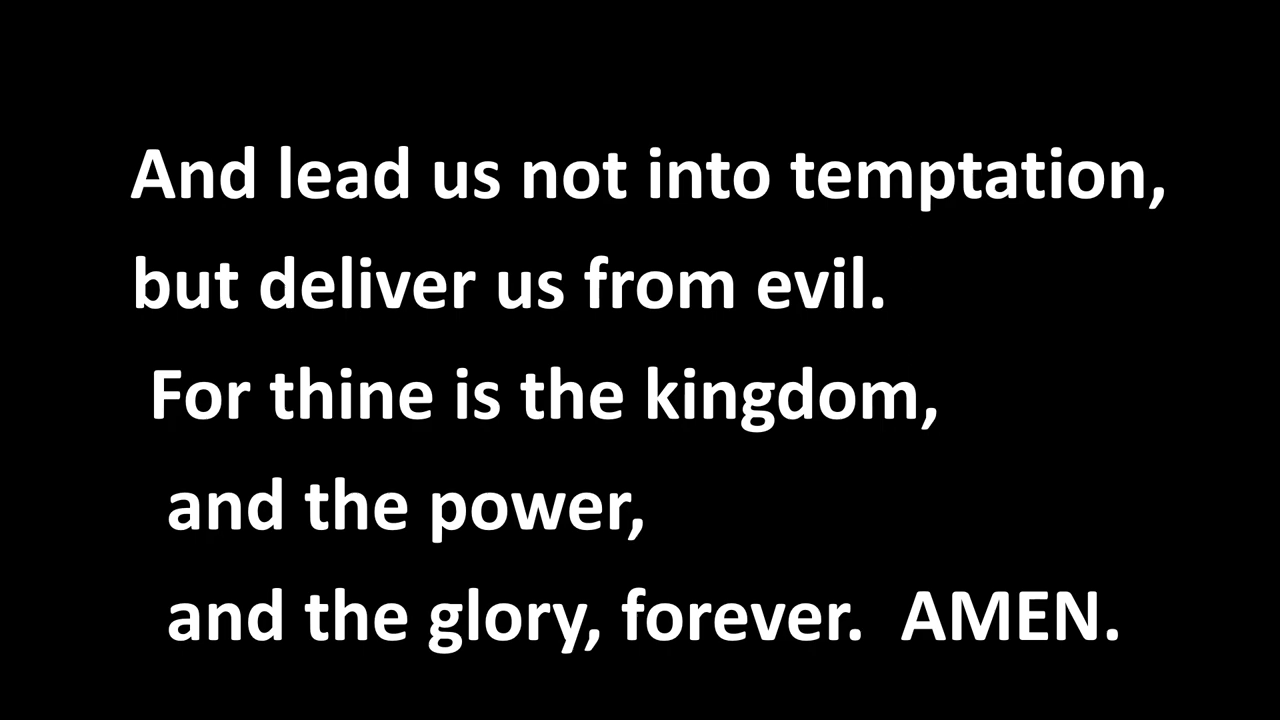 And lead us not into temptation,
but deliver us from evil.
For thine is the kingdom,
and the power,
and the glory, forever.  AMEN.